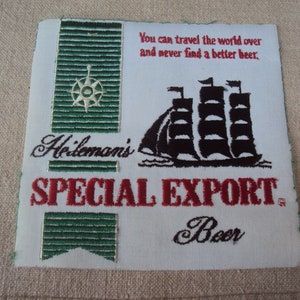 You can travel the world over
and never find a better beer.
Heileman's
SPECIAL EXPORT
Beer